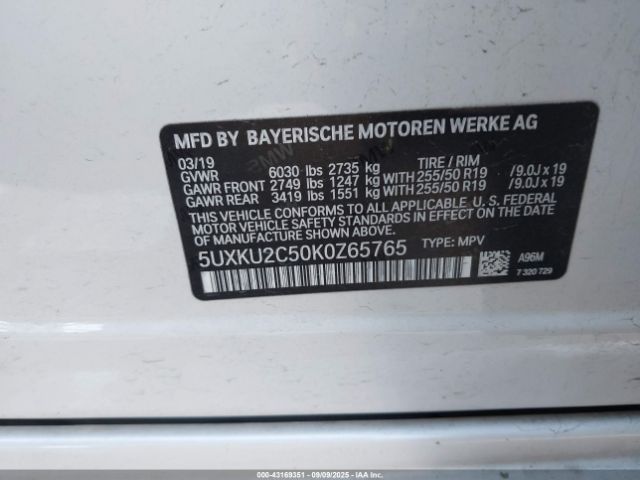 MFD BY BAYERISCHE MOTOREN WERKE AG
03/19
GVWR 6030 lbs 2735 kg TIRE / RIM
GAWR FRONT 2749 lbs 1247 kg WITH 255/50 R19 /9.0J x 19
GAWR REAR 3419 lbs 1551 kg WITH 255/50 R19 /9.0J x 19
THIS VEHICLE CONFORMS TO ALL APPLICABLE U. S. FEDERAL
MOTOR VEHICLE SAFETY STANDARDS IN EFFECT ON THE
DATE OF MANUFACTURE SHOWN ABOVE.
5UXKU2C50K0Z65765 TYPE: MPV
A96M
7 320 729
000-43169351 - 09/09/2025 - IAAI.COM